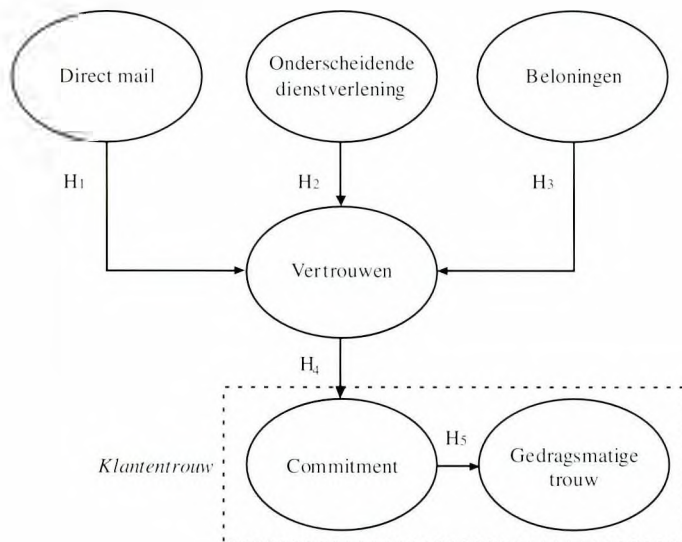 Direct mail
Onderscheidende
dienstverlening
Beloningen
H1
H2
H3
Vertrouwen
H4
Klantentrouw
Commitment
H5
Gedragsmatige
trouw